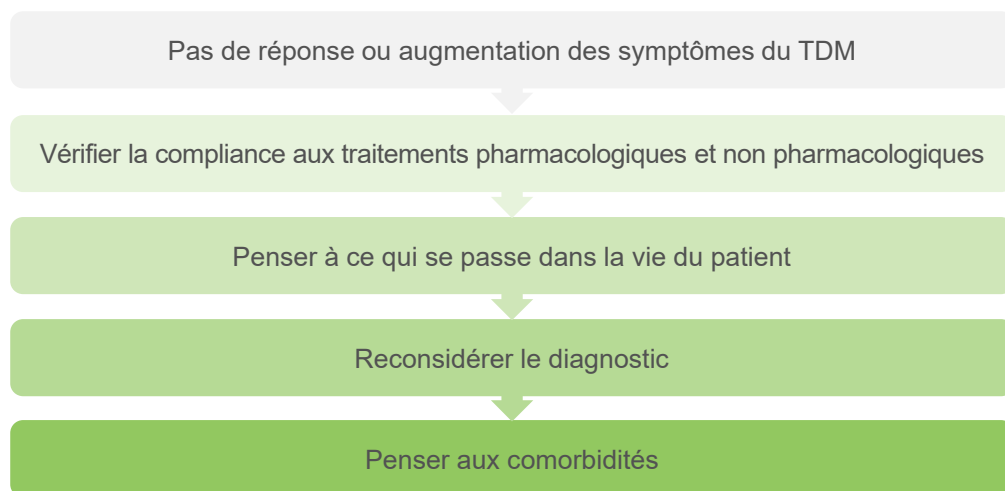 Pas de réponse ou augmentation des symptômes du TDM
Vérifier la compliance aux traitements pharmacologiques et non pharmacologiques
Penser à ce qui se passe dans la vie du patient
Reconsidérer le diagnostic
Penser aux comorbidités